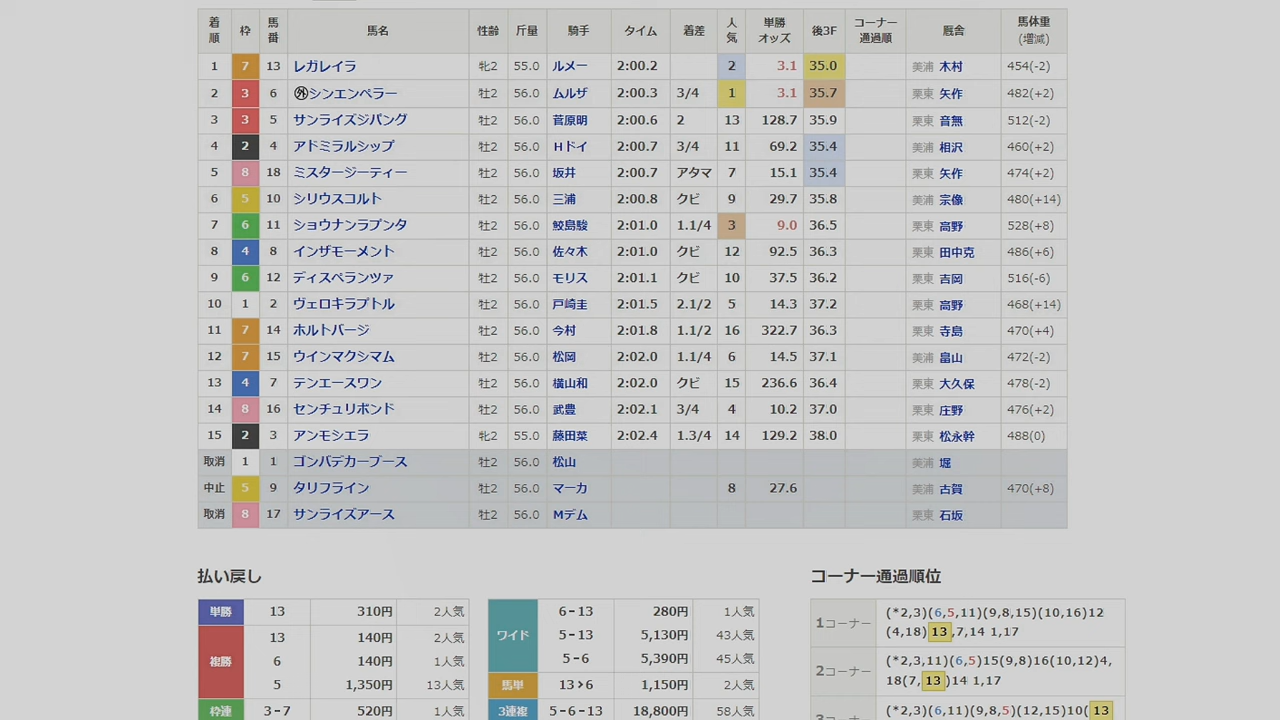 着順 枠 馬番 馬名 性齢 斤量 騎手 タイム 着差 人気 単勝オッズ 後3F コーナー通過順 厩舎 馬体重(増減)
1 7 13 レガレイラ 牝2 55.0 ルメー 2:00.2 2 3.1 35.0 美浦 木村 454(-2)
2 3 6 外シンエンペラー 牡2 56.0 ムルザ 2:00.3 3/4 1 3.1 35.7 栗東 矢作 482(+2)
3 3 5 サンライズジパング 牡2 56.0 菅原明 2:00.6 2 13 128.7 35.9 栗東 音無 512(-2)
4 2 4 アドミラルシップ 牡2 56.0 Hドイ 2:00.7 3/4 11 69.2 35.4 美浦 相沢 460(+2)
5 8 18 ミスタージーティー 牡2 56.0 坂井 2:00.7 アタマ 7 15.1 35.4 栗東 矢作 474(+2)
6 5 10 シリウスコルト 牡2 56.0 三浦 2:00.8 クビ 9 29.7 35.8 美浦 宗像 480(+14)
7 6 11 ショウナンラプンタ 牡2 56.0 鮫島駿 2:01.0 1.1/4 3 9.0 36.5 栗東 高野 528(+8)
8 4 8 インザモーメント 牡2 56.0 佐々木 2:01.0 クビ 12 92.5 36.3 栗東 田中克 486(+6)
9 6 12 ディスペランツァ 牡2 56.0 モリス 2:01.1 クビ 10 37.5 36.2 栗東 吉岡 516(-6)
10 1 2 ヴェロキラプトル 牡2 56.0 戸崎圭 2:01.5 2.1/2 5 14.3 37.2 栗東 高野 468(+14)
11 7 14 ホルトバージ 牡2 56.0 今村 2:01.8 1.1/2 16 322.7 36.3 栗東 寺島 470(+4)
12 7 15 ウインマクシマム 牡2 56.0 松岡 2:02.0 1.1/4 6 14.5 37.1 美浦 畠山 472(-2)
13 4 7 テンエースワン 牡2 56.0 横山和 2:02.0 クビ 15 236.6 36.4 栗東 大久保 478(-2)
14 8 16 センチュリボンド 牡2 56.0 武豊 2:02.1 3/4 4 10.2 37.0 栗東 庄野 476(+2)
15 2 3 アンモシエラ 牝2 55.0 藤田菜 2:02.4 1.3/4 14 129.2 38.0 栗東 松永幹 488(0)
取消 1 1 ゴンバデカーブース 牡2 56.0 松山 美浦 堀
中止 5 9 タリフライン 牡2 56.0 マーカ 8 27.6 美浦 古賀 470(+8)
取消 8 17 サンライズアース 牡2 56.0 Mデム 栗東 石坂
払い戻し
単勝 13 310円 2人気
複勝 13 140円 2人気
6 140円 1人気
5 1,350円 13人気
枠連 3-7 520円 1人気
ワイド 6-13 280円 1人気
5-13 5,130円 43人気
5-6 5,390円 45人気
馬単 13>6 1,150円 2人気
3連複 5-6-13 18,800円 58人気
コーナー通過順位
1コーナー (*2,3)(6,5,11)(9,8,15)(10,16)12
(4,18)13,7,14 1,17
2コーナー (*2,3,11)(6,5)15(9,8)16(10,12)4,
18(7,13)14 1,17
3コーナー (*2,3)(6,11)(9,8,5)(12,15)10(13